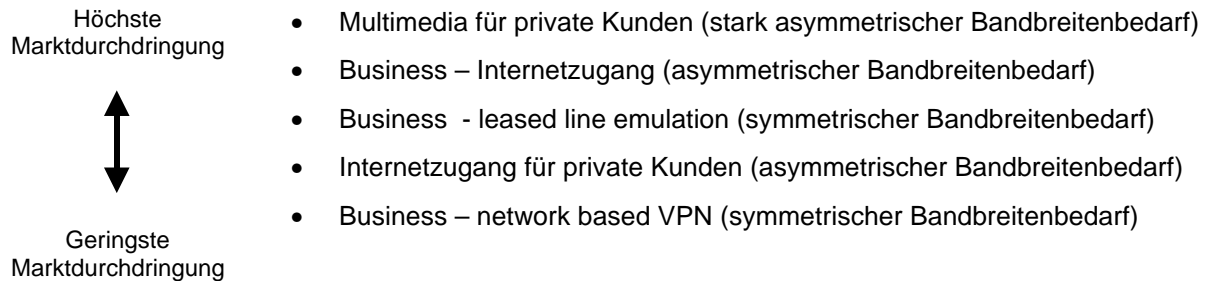 Höchste
Marktdurchdringung
• Multimedia für private Kunden (stark asymmetrischer Bandbreitenbedarf)
• Business – Internetzugang (asymmetrischer Bandbreitenbedarf)
• Business - leased line emulation (symmetrischer Bandbreitenbedarf)
• Internetzugang für private Kunden (asymmetrischer Bandbreitenbedarf)
• Business – network based VPN (symmetrischer Bandbreitenbedarf)
Geringste
Marktdurchdringung